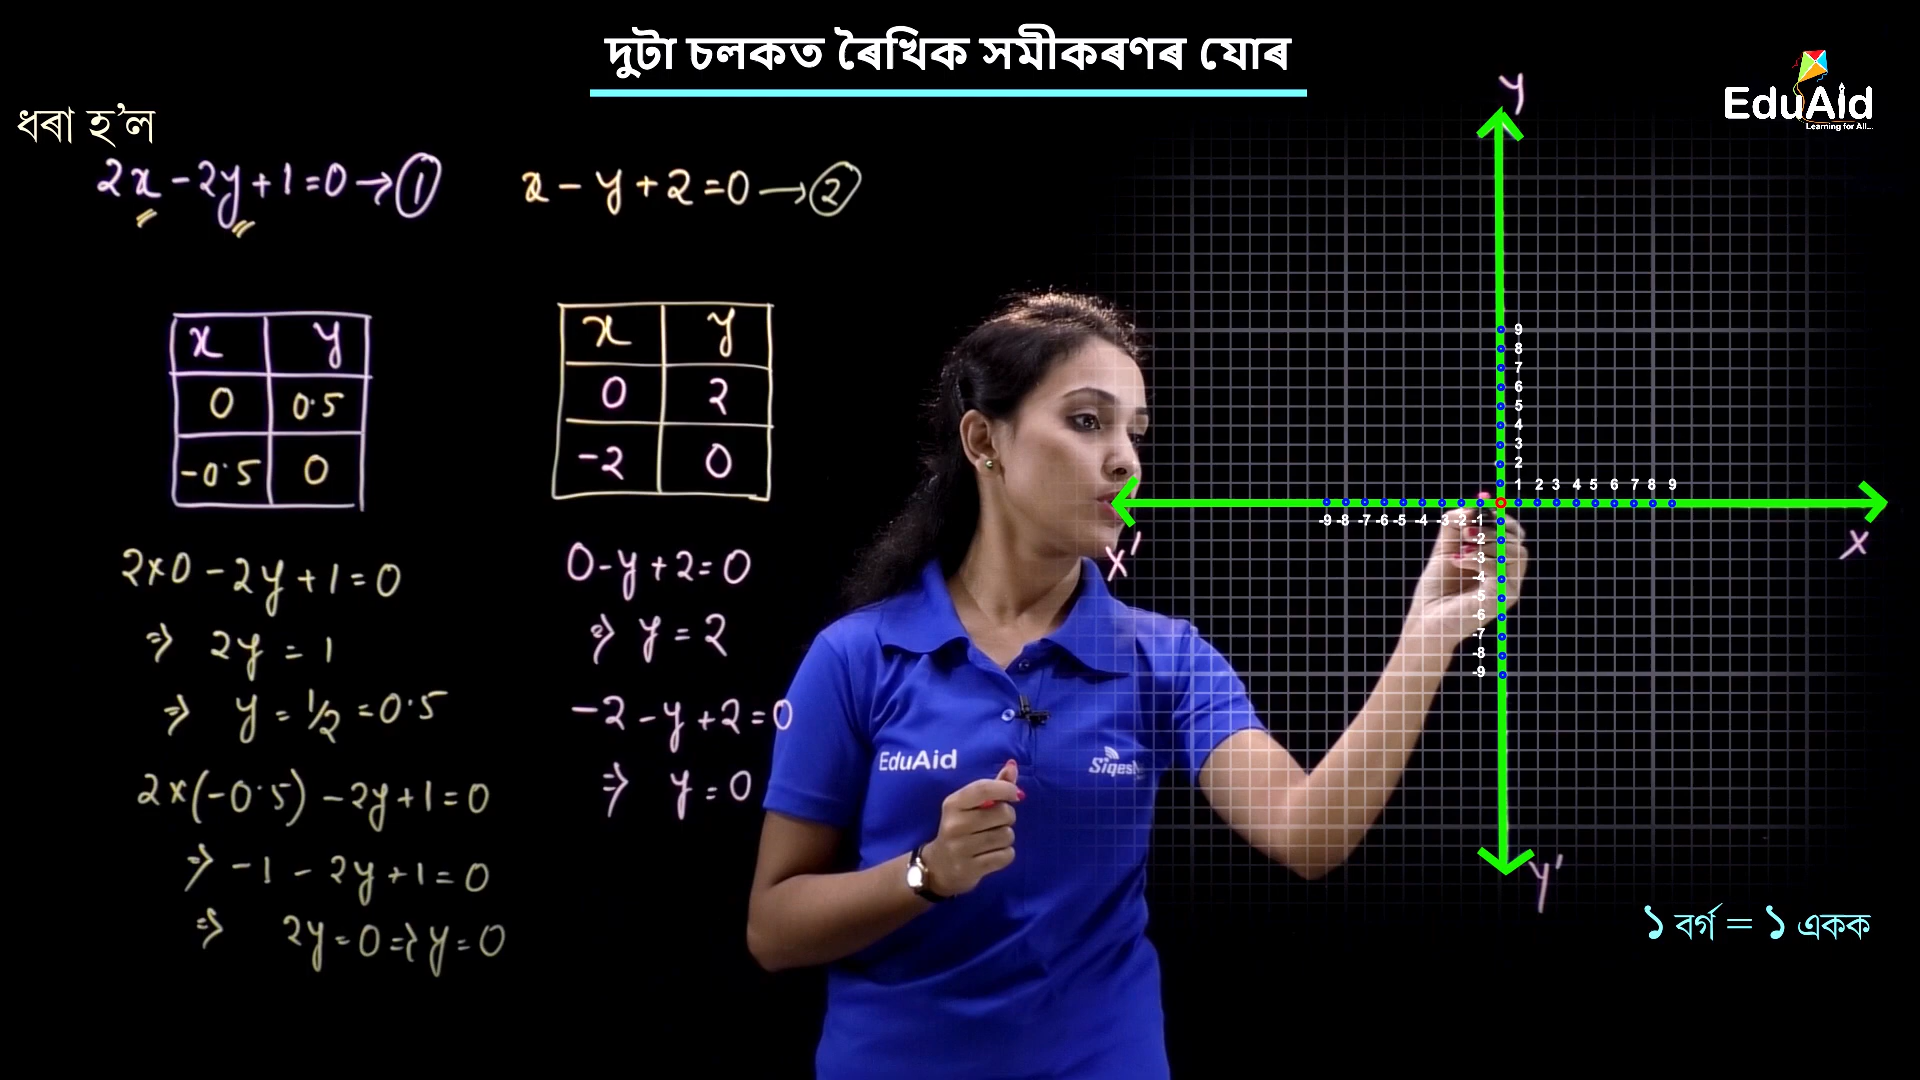 দুটা চলকত ৰৈখিক সমীকৰণৰ যোৰ
EduAid
Learning for All...
ধৰা হ'ল
2x - 2y + 1 = 0 → ①
x - y + 2 = 0 → ②
x y
0 0.5
-0.5 0
x y
0 2
-2 0
2×0 - 2y + 1 = 0
⇒ 2y = 1
⇒ y = 1/2 = 0.5
2×(-0.5) - 2y + 1 = 0
⇒ -1 - 2y + 1 = 0
⇒ 2y = 0 ⇒ y = 0
0 - y + 2 = 0
⇒ y = 2
-2 - y + 2 = 0
⇒ y = 0
EduAid
y
9
8
7
6
5
4
3
2
1 2 3 4 5 6 7 8 9
-9 -8 -7 -6 -5 -4 -3 -2 -1
-2
-3
-4
-5
-6
-7
-8
-9
X'
X
y'
১ বৰ্গ = ১ একক